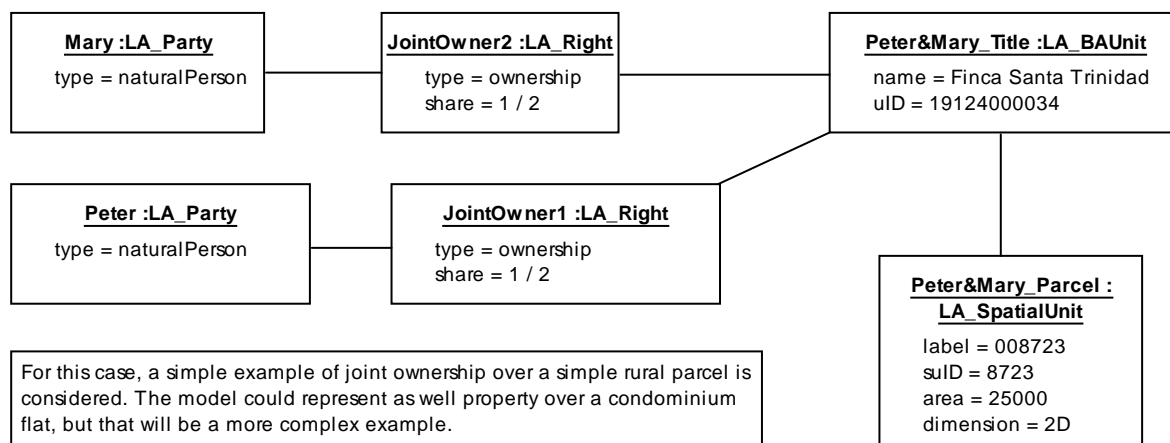 Mary :LA_Party
type = naturalPerson
JointOwner2 :LA_Right
type = ownership
share = 1 / 2
Peter&Mary_Title :LA_BAUnit
name = Finca Santa Trinidad
uID = 19124000034
Peter :LA_Party
type = naturalPerson
JointOwner1 :LA_Right
type = ownership
share = 1 / 2
Peter&Mary_Parcel :
LA_SpatialUnit
label = 008723
suID = 8723
area = 25000
dimension = 2D
For this case, a simple example of joint ownership over a simple rural parcel is
considered. The model could represent as well property over a condominium
flat, but that will be a more complex example.